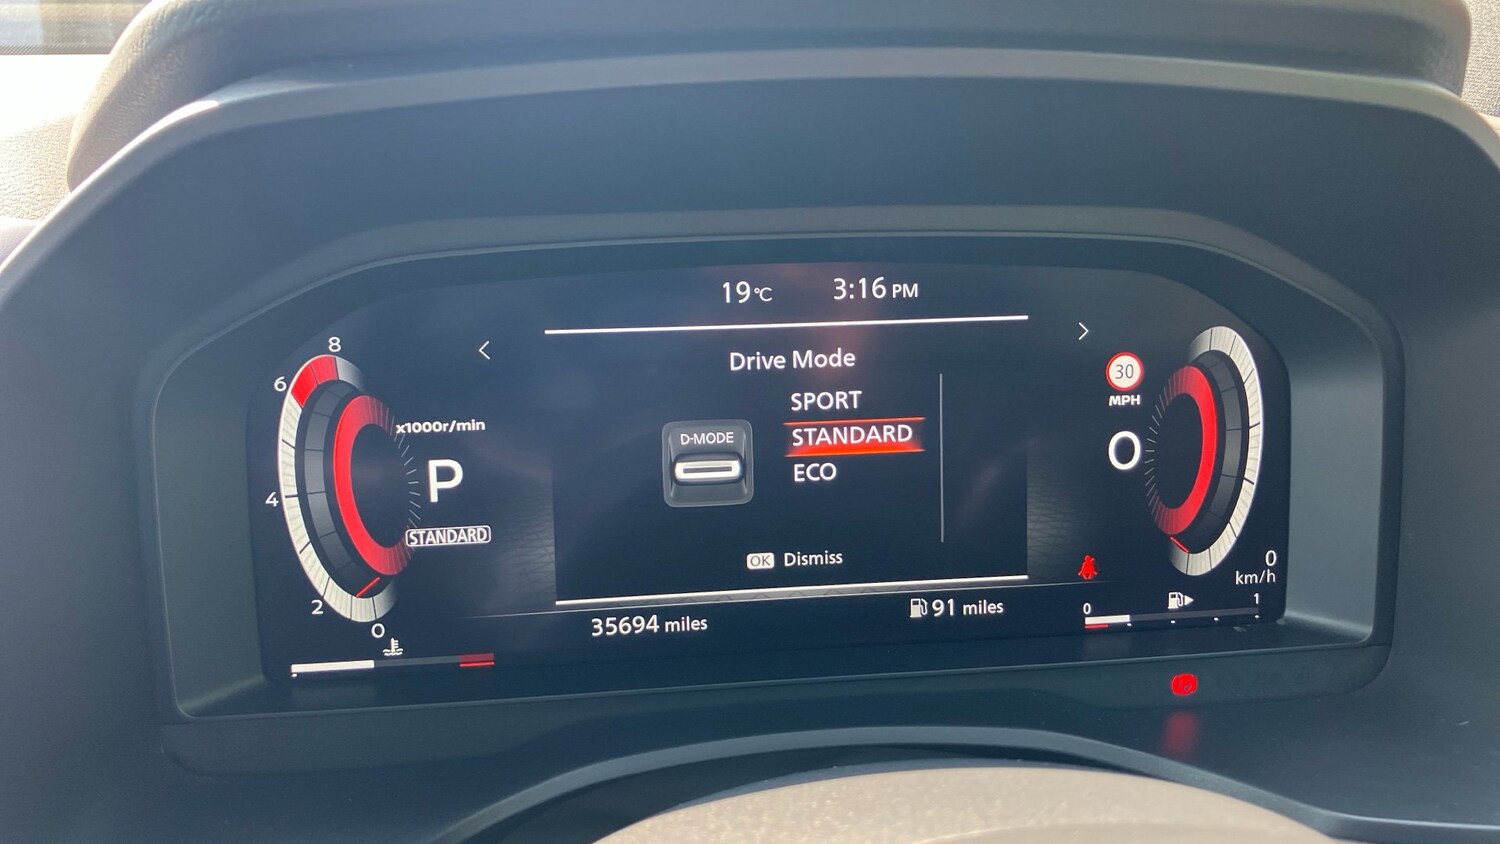 19°C 3:16 PM
Drive Mode
8
6
4
2
0
x1000r/min
P
STANDARD
D-MODE
SPORT
STANDARD
ECO
OK Dismiss
35694 miles
91 miles
30
MPH
0
0
km/h
0 1